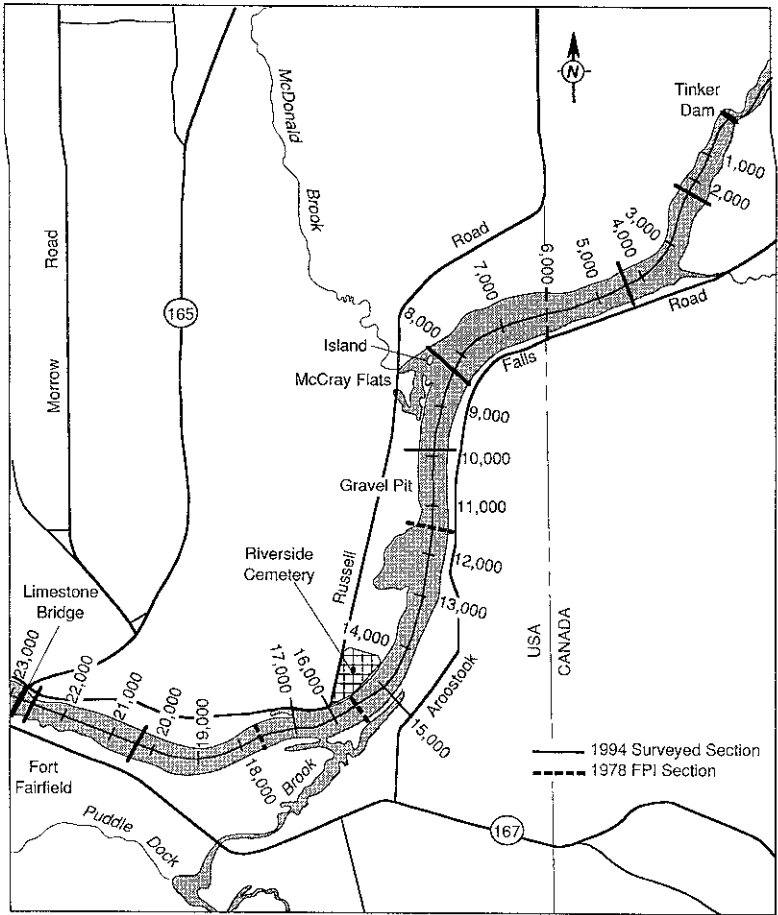 McDonald
Brook
N
Tinker
Dam
1,000
2,000
3,000
4,000
5,000
6,000
7,000
8,000
Road
Road
Falls
Road
Morrow
165
Island
McCray Flats
9,000
10,000
Gravel Pit
11,000
12,000
13,000
Riverside
Cemetery
Russell
Limestone
Bridge
14,000
USA
CANADA
23,000
22,000
21,000
20,000
19,000
18,000
17,000
16,000
15,000
Aroostook
1994 Surveyed Section
1978 FPI Section
Fort
Fairfield
Brook
Puddle
Dock
167